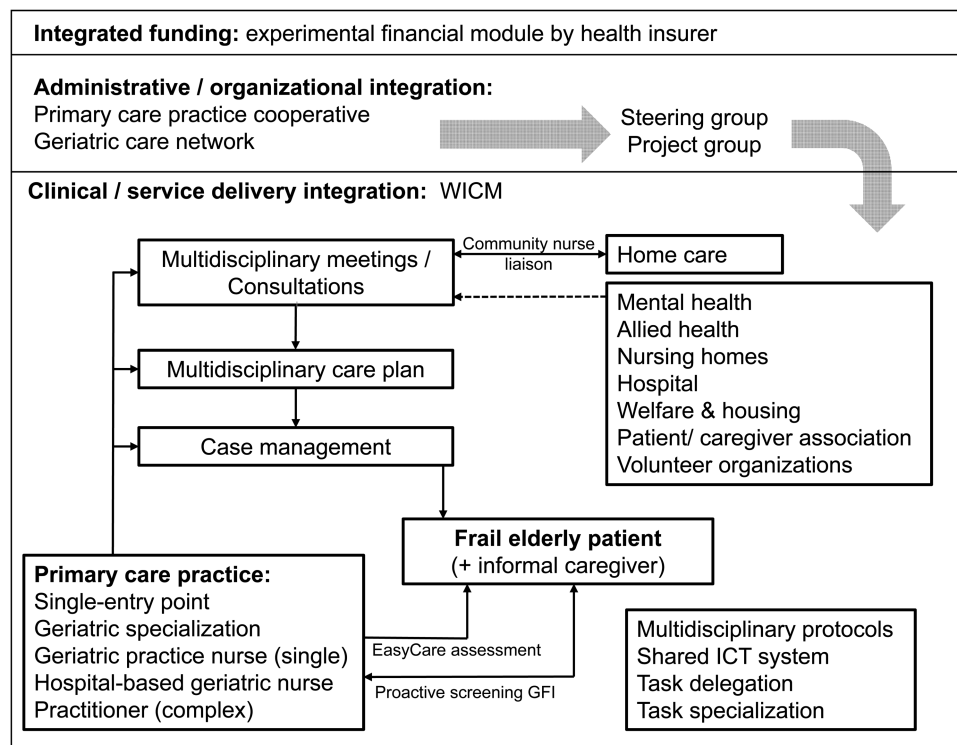 Integrated funding: experimental financial module by health insurer
Administrative / organizational integration:
Primary care practice cooperative
Geriatric care network
Steering group
Project group
Clinical / service delivery integration: WICM
Multidisciplinary meetings /
Consultations
Community nurse
liaison
Home care
Mental health
Allied health
Nursing homes
Hospital
Welfare & housing
Patient/ caregiver association
Volunteer organizations
Multidisciplinary care plan
Case management
Frail elderly patient
(+ informal caregiver)
Primary care practice:
Single-entry point
Geriatric specialization
Geriatric practice nurse (single)
Hospital-based geriatric nurse
Practitioner (complex)
EasyCare assessment
Proactive screening GFI
Multidisciplinary protocols
Shared ICT system
Task delegation
Task specialization